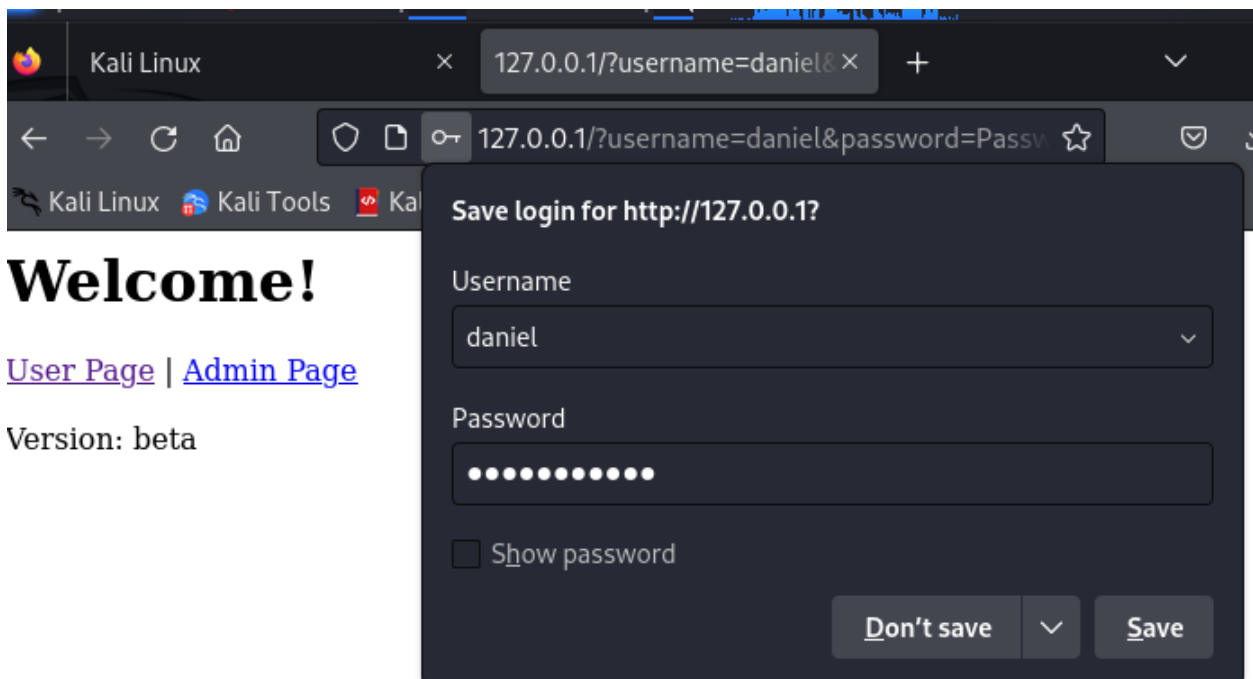 Kali Linux
127.0.0.1/?username=daniel&
127.0.0.1/?username=daniel&password=Passw
Kali Linux Kali Tools Ka
Save login for http://127.0.0.1?
Welcome!
Username
daniel
User Page | Admin Page
Password
Version: beta
●●●●●●●●●●●
Show password
Don't save Save